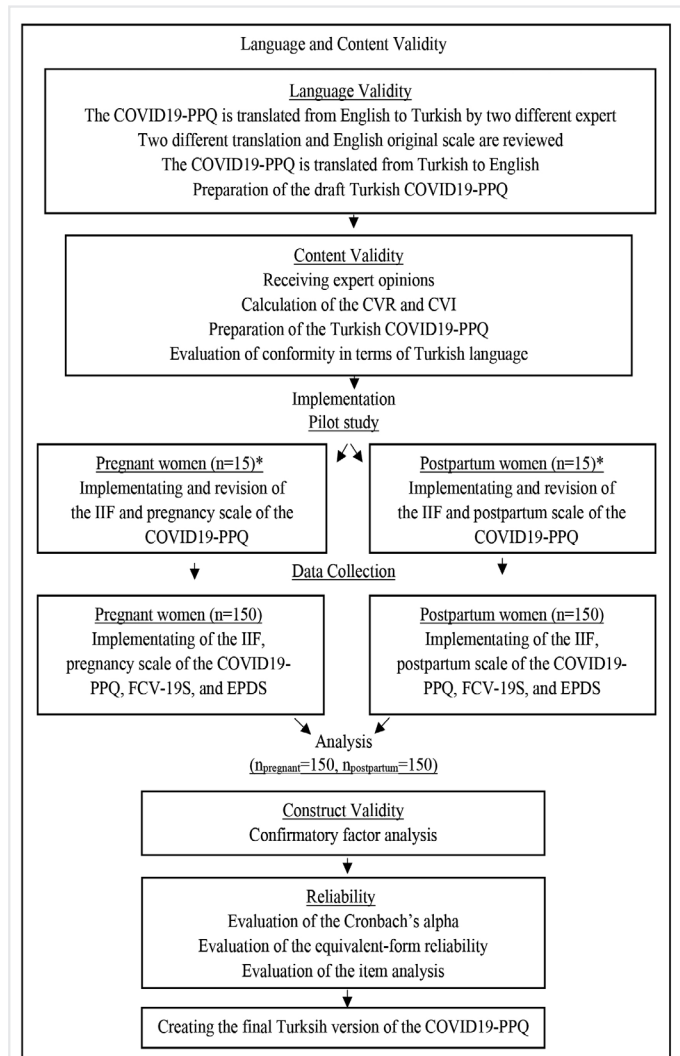 Language and Content Validity
Language Validity
The COVID19-PPQ is translated from English to Turkish by two different expert
Two different translation and English original scale are reviewed
The COVID19-PPQ is translated from Turkish to English
Preparation of the draft Turkish COVID19-PPQ
Content Validity
Receiving expert opinions
Calculation of the CVR and CVI
Preparation of the Turkish COVID19-PPQ
Evaluation of conformity in terms of Turkish language
Implementation
Pilot study
Pregnant women (n=15)*
Implementating and revision of
the IIF and pregnancy scale of the
COVID19-PPQ
Postpartum women (n=15)*
Implementating and revision of
the IIF and postpartum scale of the
COVID19-PPQ
Data Collection
Pregnant women (n=150)
Implementating of the IIF,
pregnancy scale of the COVID19-
PPQ, FCV-19S, and EPDS
Postpartum women (n=150)
Implementating of the IIF,
postpartum scale of the COVID19-
PPQ, FCV-19S, and EPDS
Analysis
(npregnant=150, npostpartum=150)
Construct Validity
Confirmatory factor analysis
Reliability
Evaluation of the Cronbach's alpha
Evaluation of the equivalent-form reliability
Evaluation of the item analysis
Creating the final Turksih version of the COVID19-PPQ